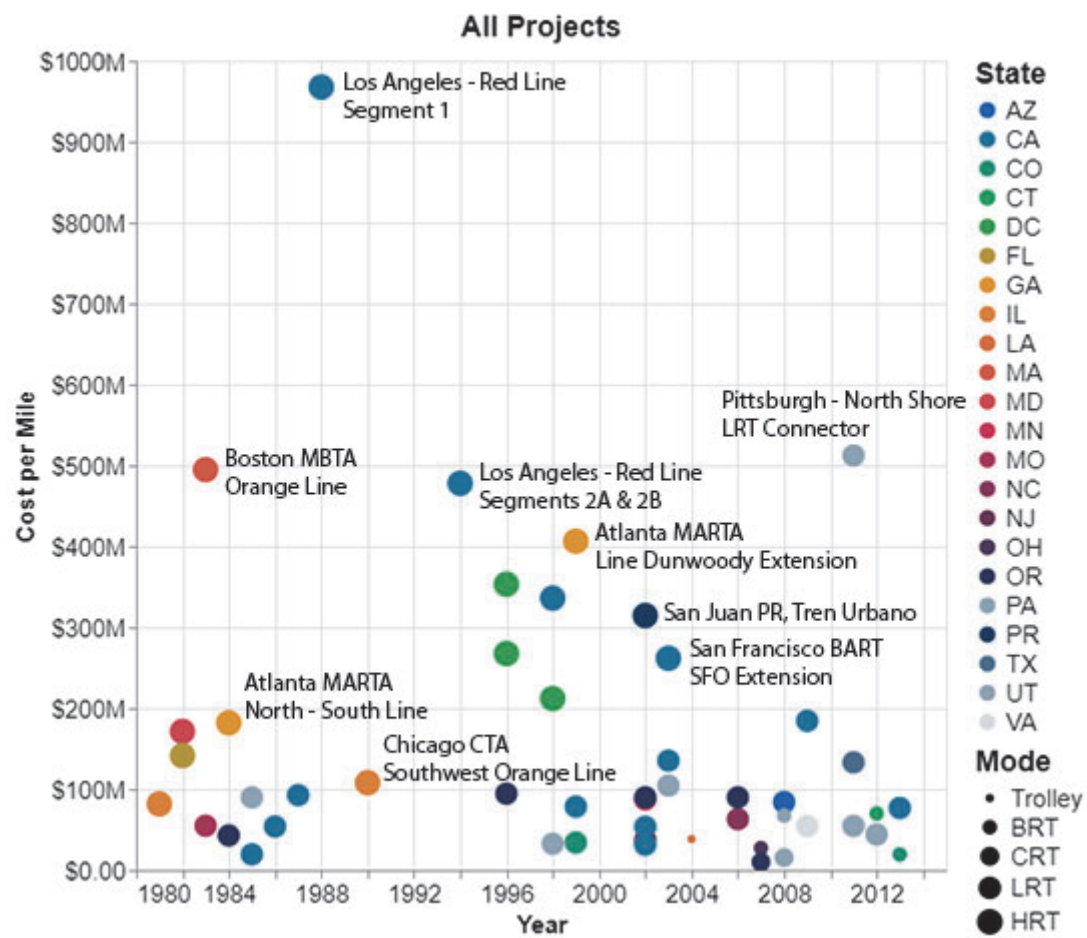 All Projects
$1000M
$900M
$800M
$700M
$600M
$500M
$400M
$300M
$200M
$100M
$0.00
Cost per Mile
1980
1984
1988
1992
1996
2000
2004
2008
2012
Year
Los Angeles - Red Line
Segment 1
Pittsburgh - North Shore
LRT Connector
Boston MBTA
Orange Line
Los Angeles - Red Line
Segments 2A & 2B
Atlanta MARTA
Line Dunwoody Extension
San Juan PR, Tren Urbano
San Francisco BART
SFO Extension
Atlanta MARTA
North - South Line
Chicago CTA
Southwest Orange Line
State
AZ
CA
CO
CT
DC
FL
GA
IL
LA
MA
MD
MN
MO
NC
NJ
OH
OR
PA
PR
TX
UT
VA
Mode
Trolley
BRT
CRT
LRT
HRT